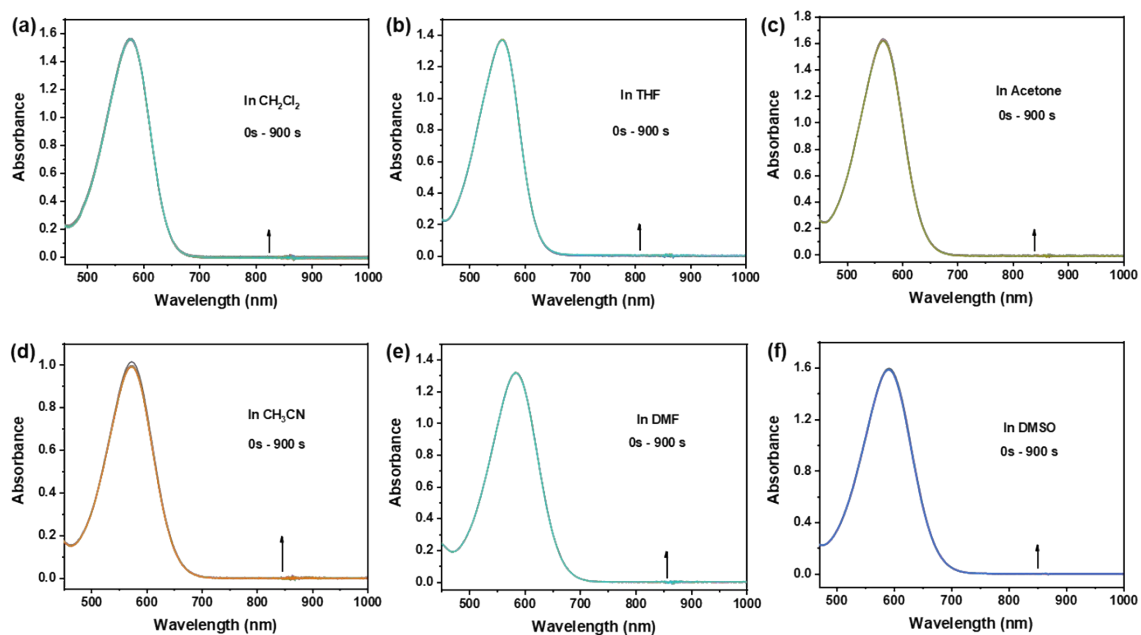 (a)
1.6
1.4
1.2
1.0
0.8
0.6
0.4
0.2
0.0
Absorbance
In CH₂Cl₂
0s - 900 s
500 600 700 800 900 1000
Wavelength (nm)
(b)
1.4
1.2
1.0
0.8
0.6
0.4
0.2
0.0
Absorbance
In THF
0s - 900 s
500 600 700 800 900 1000
Wavelength (nm)
(c)
1.8
1.6
1.4
1.2
1.0
0.8
0.6
0.4
0.2
0.0
Absorbance
In Acetone
0s - 900 s
500 600 700 800 900 1000
Wavelength (nm)
(d)
1.0
0.8
0.6
0.4
0.2
0.0
Absorbance
In CH₃CN
0s - 900 s
500 600 700 800 900 1000
Wavelength (nm)
(e)
1.4
1.2
1.0
0.8
0.6
0.4
0.2
0.0
Absorbance
In DMF
0s - 900 s
500 600 700 800 900 1000
Wavelength (nm)
(f)
1.6
1.2
0.8
0.4
0.0
Absorbance
In DMSO
0s - 900 s
500 600 700 800 900 1000
Wavelength (nm)